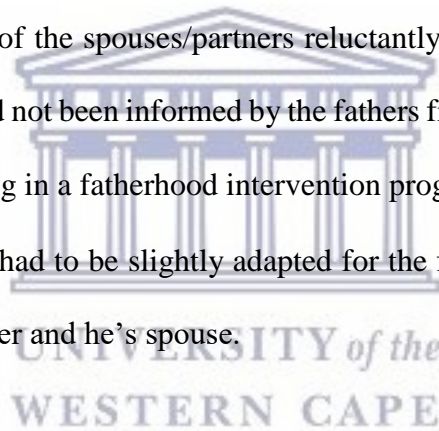 of the spouses/partners reluctantly
not been informed by the fathers
g in a fatherhood intervention
had to be slightly adapted for the
er and he's spouse.
UNIVERSITY of the
WESTERN CAPE